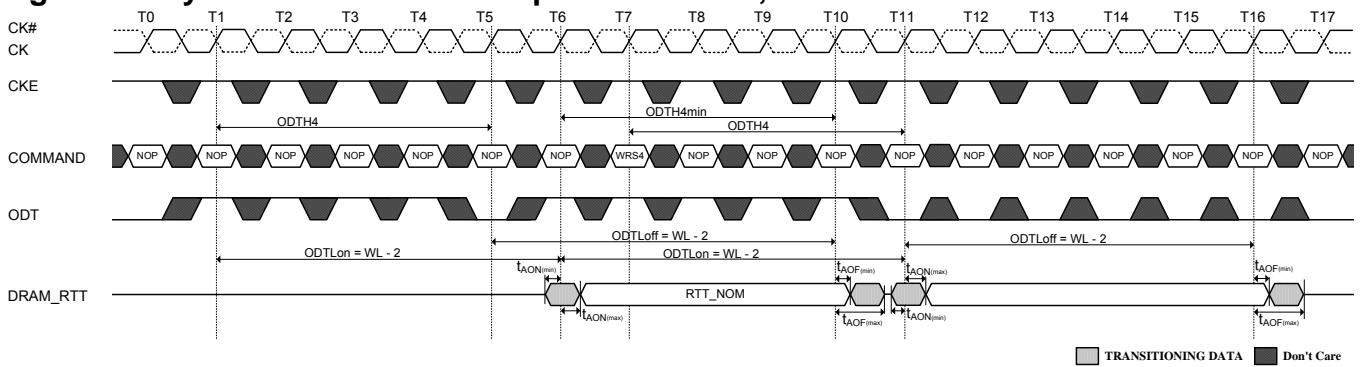 T0 T1 T2 T3 T4 T5 T6 T7 T8 T9 T10 T11 T12 T13 T14 T15 T16 T17
CK#
CK
CKE
ODTH4min
ODTH4
ODTH4
COMMAND NOP NOP NOP NOP NOP NOP NOP WRS4 NOP NOP NOP NOP NOP NOP NOP NOP NOP NOP
ODT
ODTLoff = WL - 2 ODTLoff = WL - 2
ODTLon = WL - 2 ODTLon = WL - 2
tAON(min) tAOF(min) tAON(max) tAOF(min)
DRAM_RTT RTT_NOM
tAON(max) tAOF(max) tAON(min) tAOF(max)
TRANSITIONING DATA Don't Care